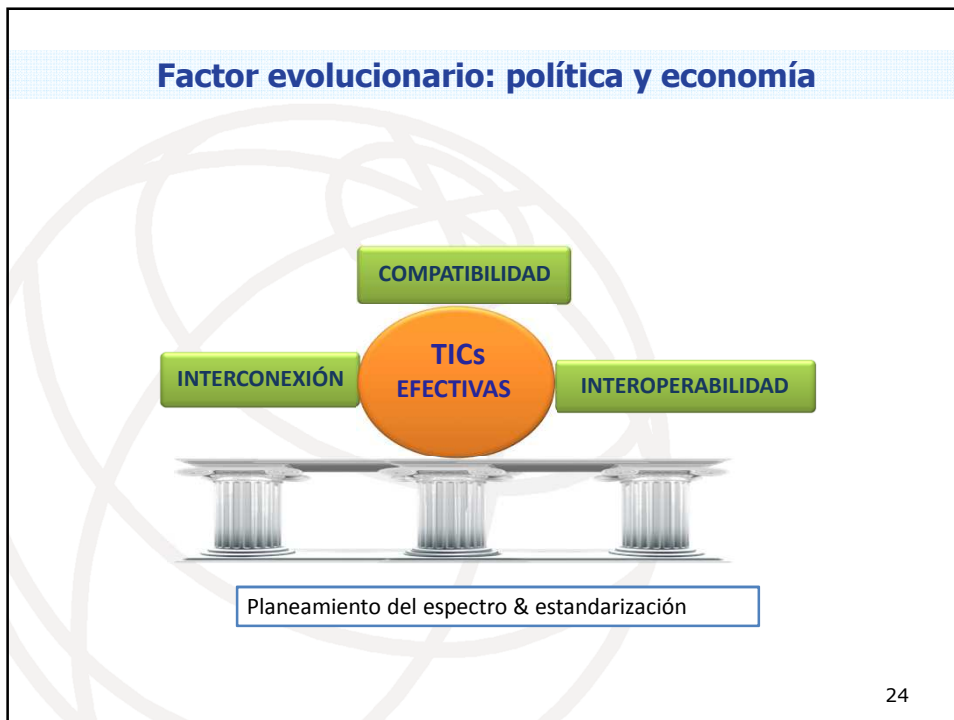 Factor evolucionario: política y economía
COMPATIBILIDAD
TICs
EFECTIVAS
INTERCONEXIÓN
INTEROPERABILIDAD
Planeamiento del espectro & estandarización
24